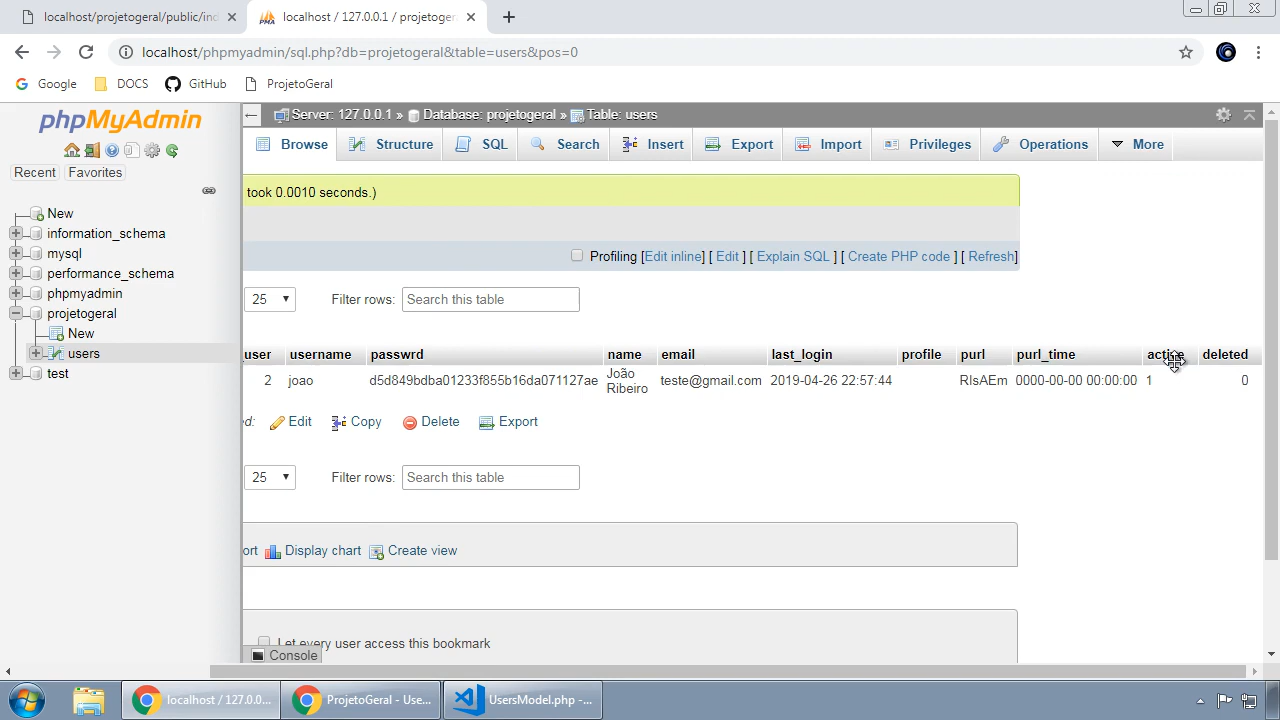 localhost/projetogeral/public/ind
localhost / 127.0.0.1 / projetoger
localhost/phpmyadmin/sql.php?db=projetogeral&table=users&pos=0
Google DOCS GitHub ProjetoGeral
phpMyAdmin
Recent Favorites
New
information_schema
mysql
performance_schema
phpmyadmin
projetogeral
New
users
test
Server: 127.0.0.1 » Database: projetogeral » Table: users
Browse Structure SQL Search Insert Export Import Privileges Operations More
took 0.0010 seconds.)
Profiling [Edit inline] [ Edit ] [ Explain SQL ] [ Create PHP code ] [ Refresh]
25 Filter rows: Search this table
_user username passwrd name email last_login profile purl purl_time active deleted
2 joao d5d849bdba01233f855b16da071127ae João Ribeiro teste@gmail.com 2019-04-26 22:57:44 RIsAEm 0000-00-00 00:00:00 1 0
ed: Edit Copy Delete Export
25 Filter rows: Search this table
ort Display chart Create view
Let every user access this bookmark
Console
localhost / 127.0.0... ProjetoGeral - Use... UsersModel.php -...